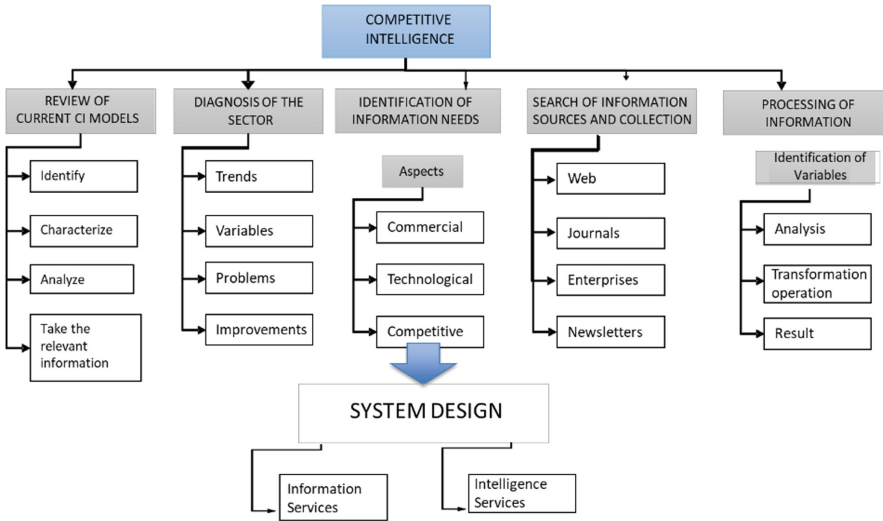 COMPETITIVE
INTELLIGENCE
REVIEW OF
CURRENT CI MODELS
Identify
Characterize
Analyze
Take the
relevant
information
DIAGNOSIS OF THE
SECTOR
Trends
Variables
Problems
Improvements
IDENTIFICATION OF
INFORMATION NEEDS
Aspects
Commercial
Technological
Competitive
SEARCH OF INFORMATION
SOURCES AND COLLECTION
Web
Journals
Enterprises
Newsletters
PROCESSING OF
INFORMATION
Identification of
Variables
Analysis
Transformation
operation
Result
SYSTEM DESIGN
Information
Services
Intelligence
Services